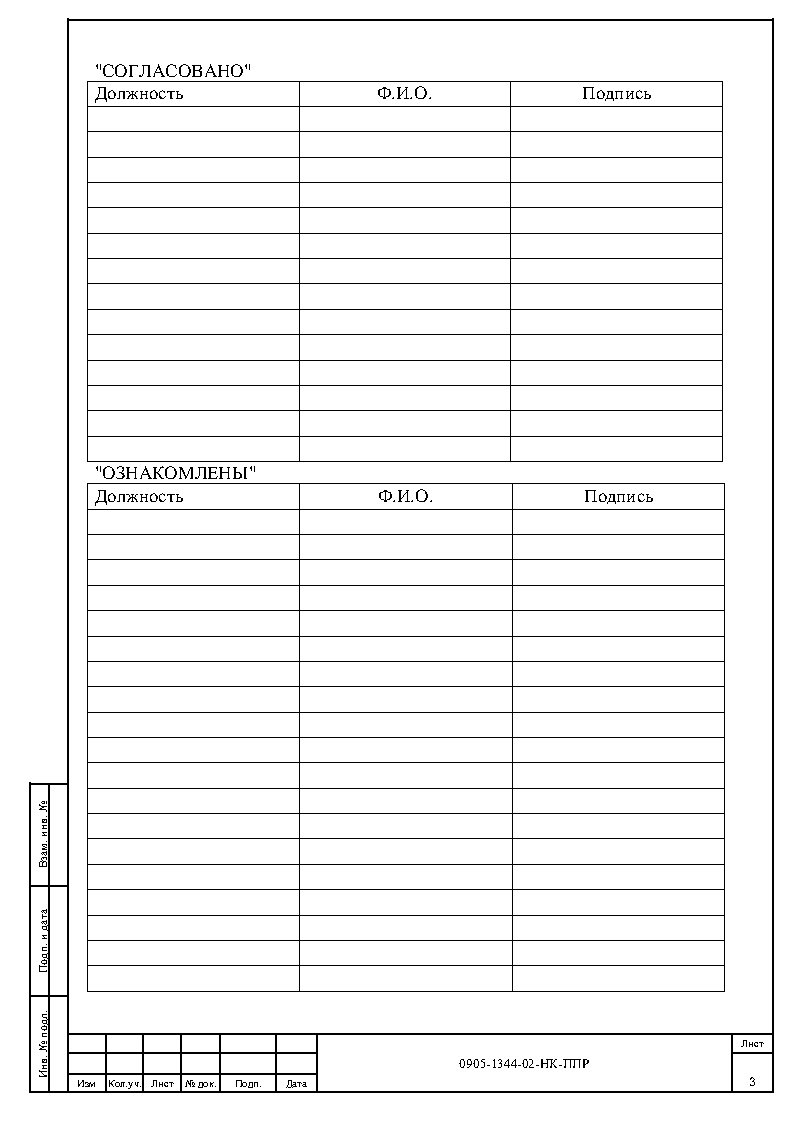 "СОГЛАСОВАНО"
Должность Ф.И.О. Подпись
"ОЗНАКОМЛЕНЫ"
Должность Ф.И.О. Подпись
Взам. инв. №
Подп. и дата
Инв. № подл.
Изм Кол.уч. Лист № док. Подп. Дата
0905-1344-02-НК-ППР
Лист
3